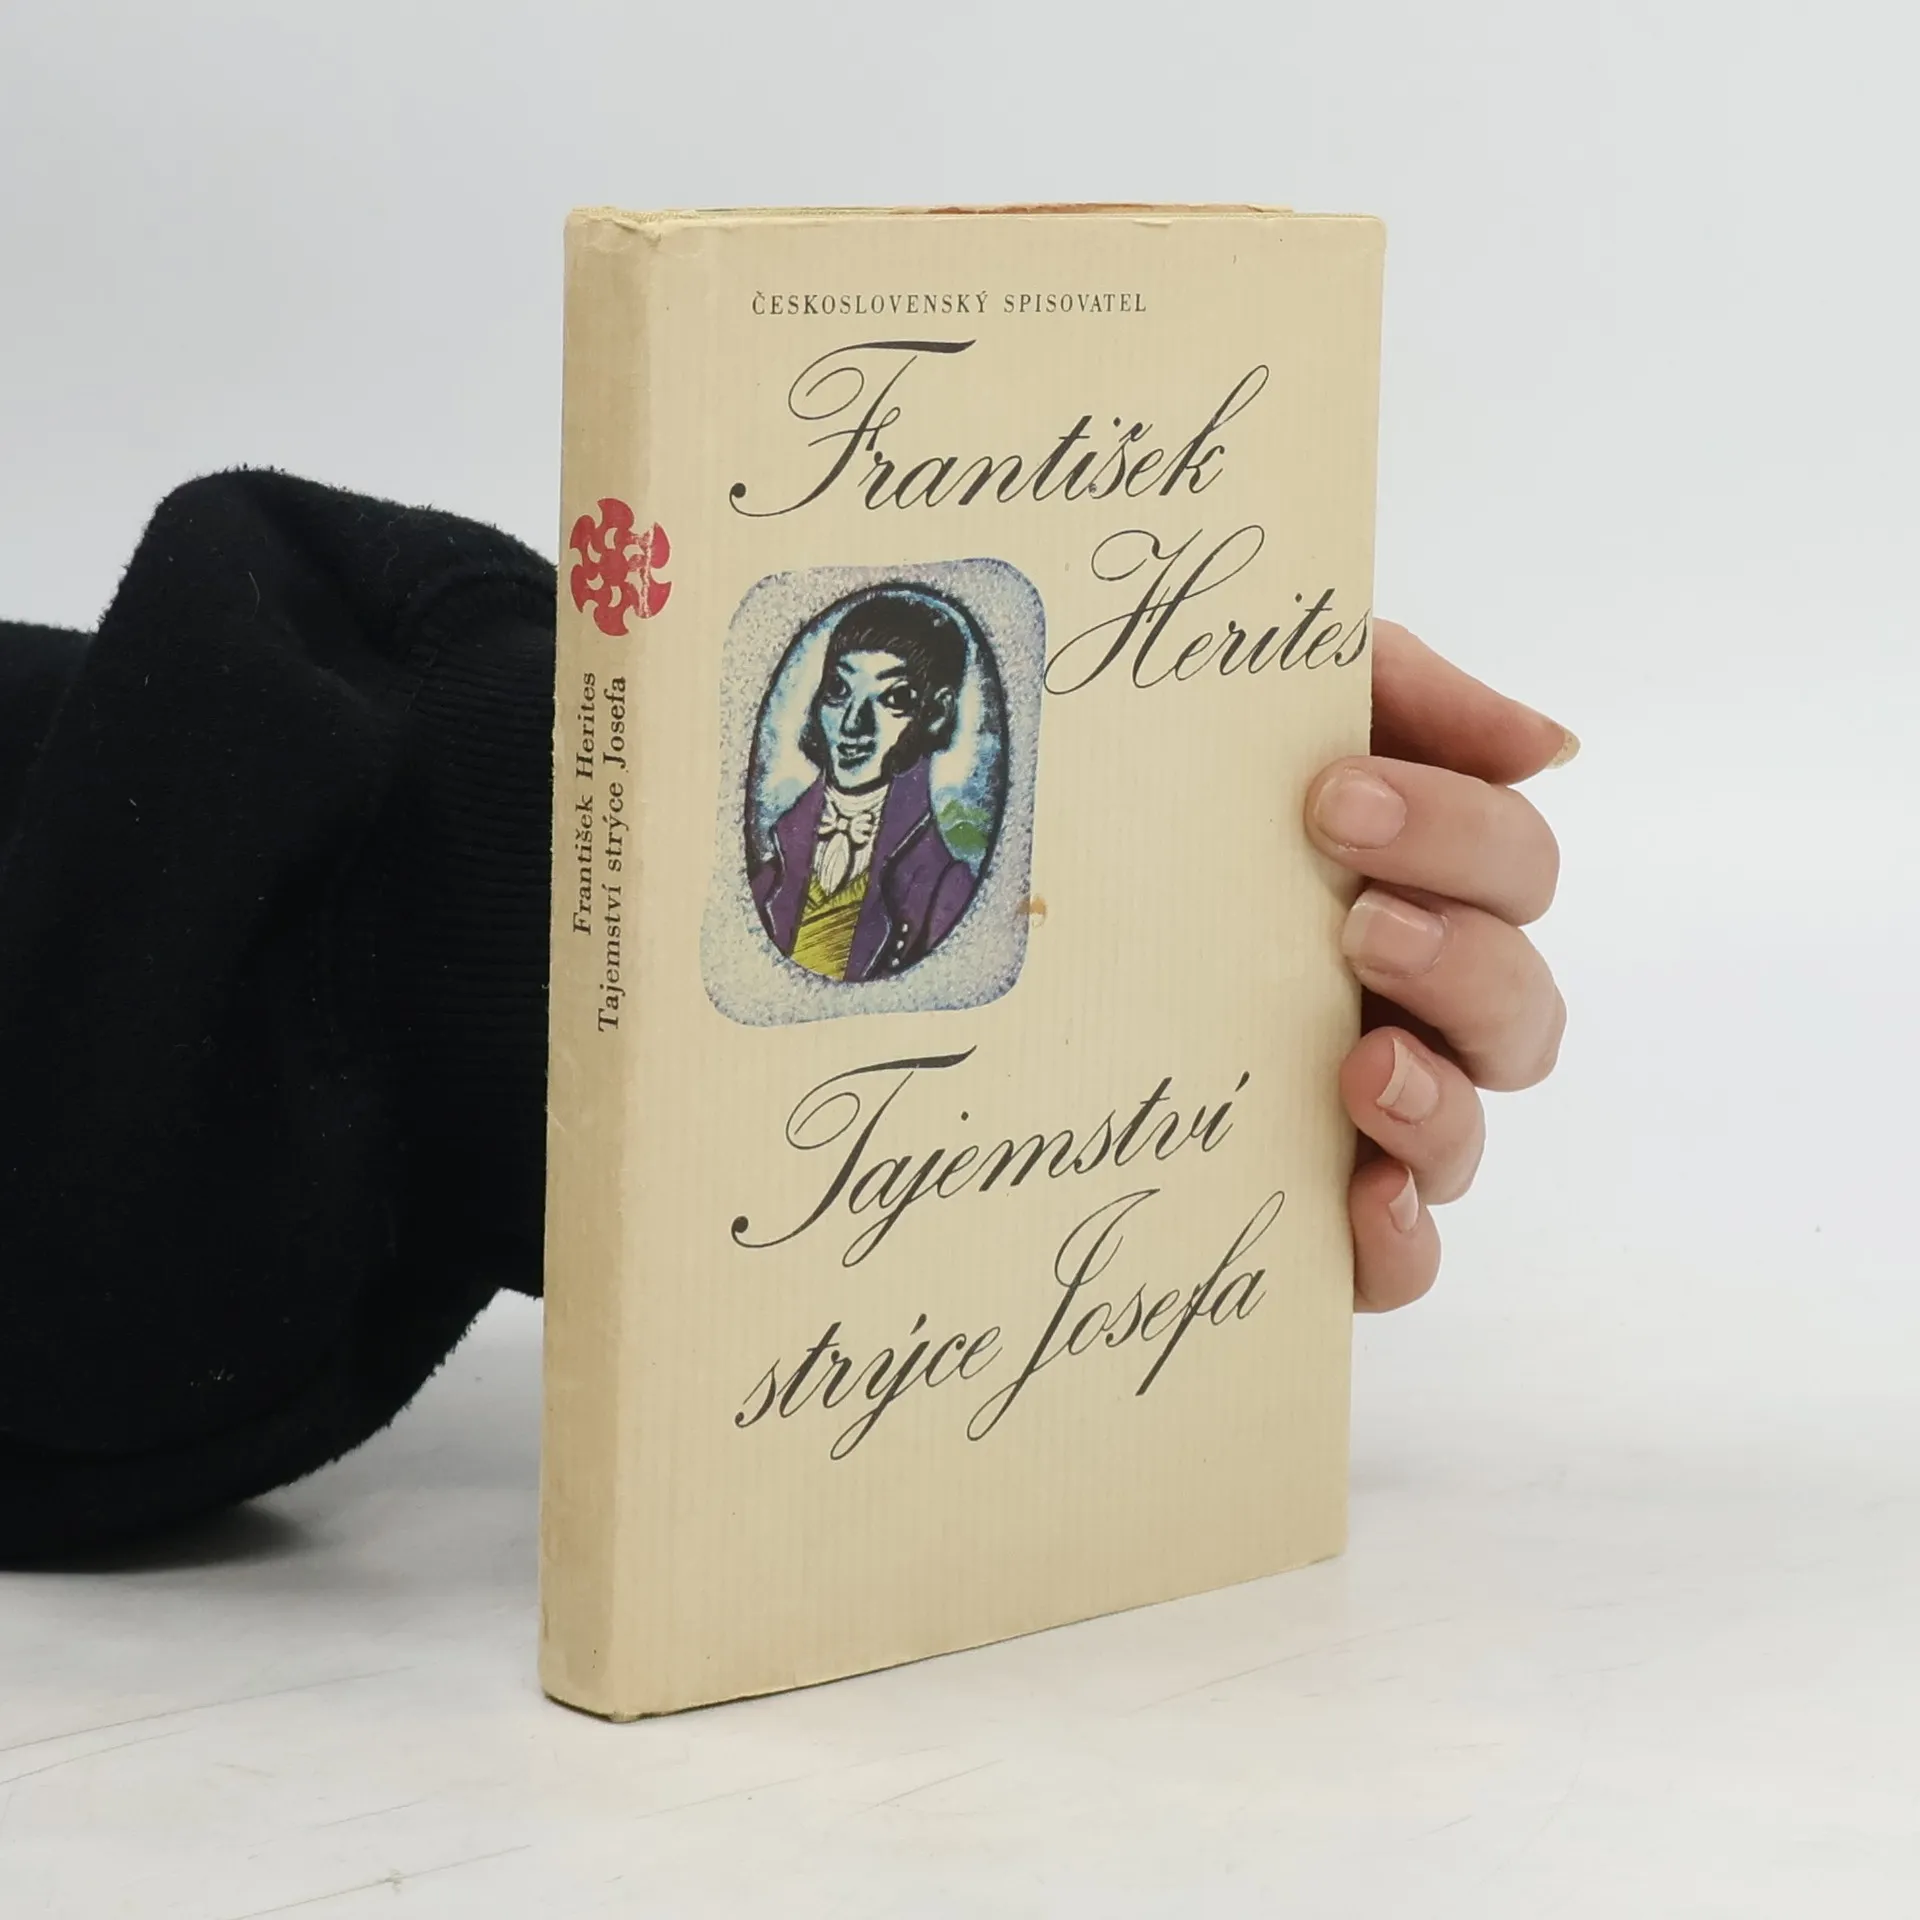 ČESKOSLOVENSKÝ SPISOVATEL
František
Herites
Tajemství
strýce Josefa
František Herites
Tajemství strýce Josefa